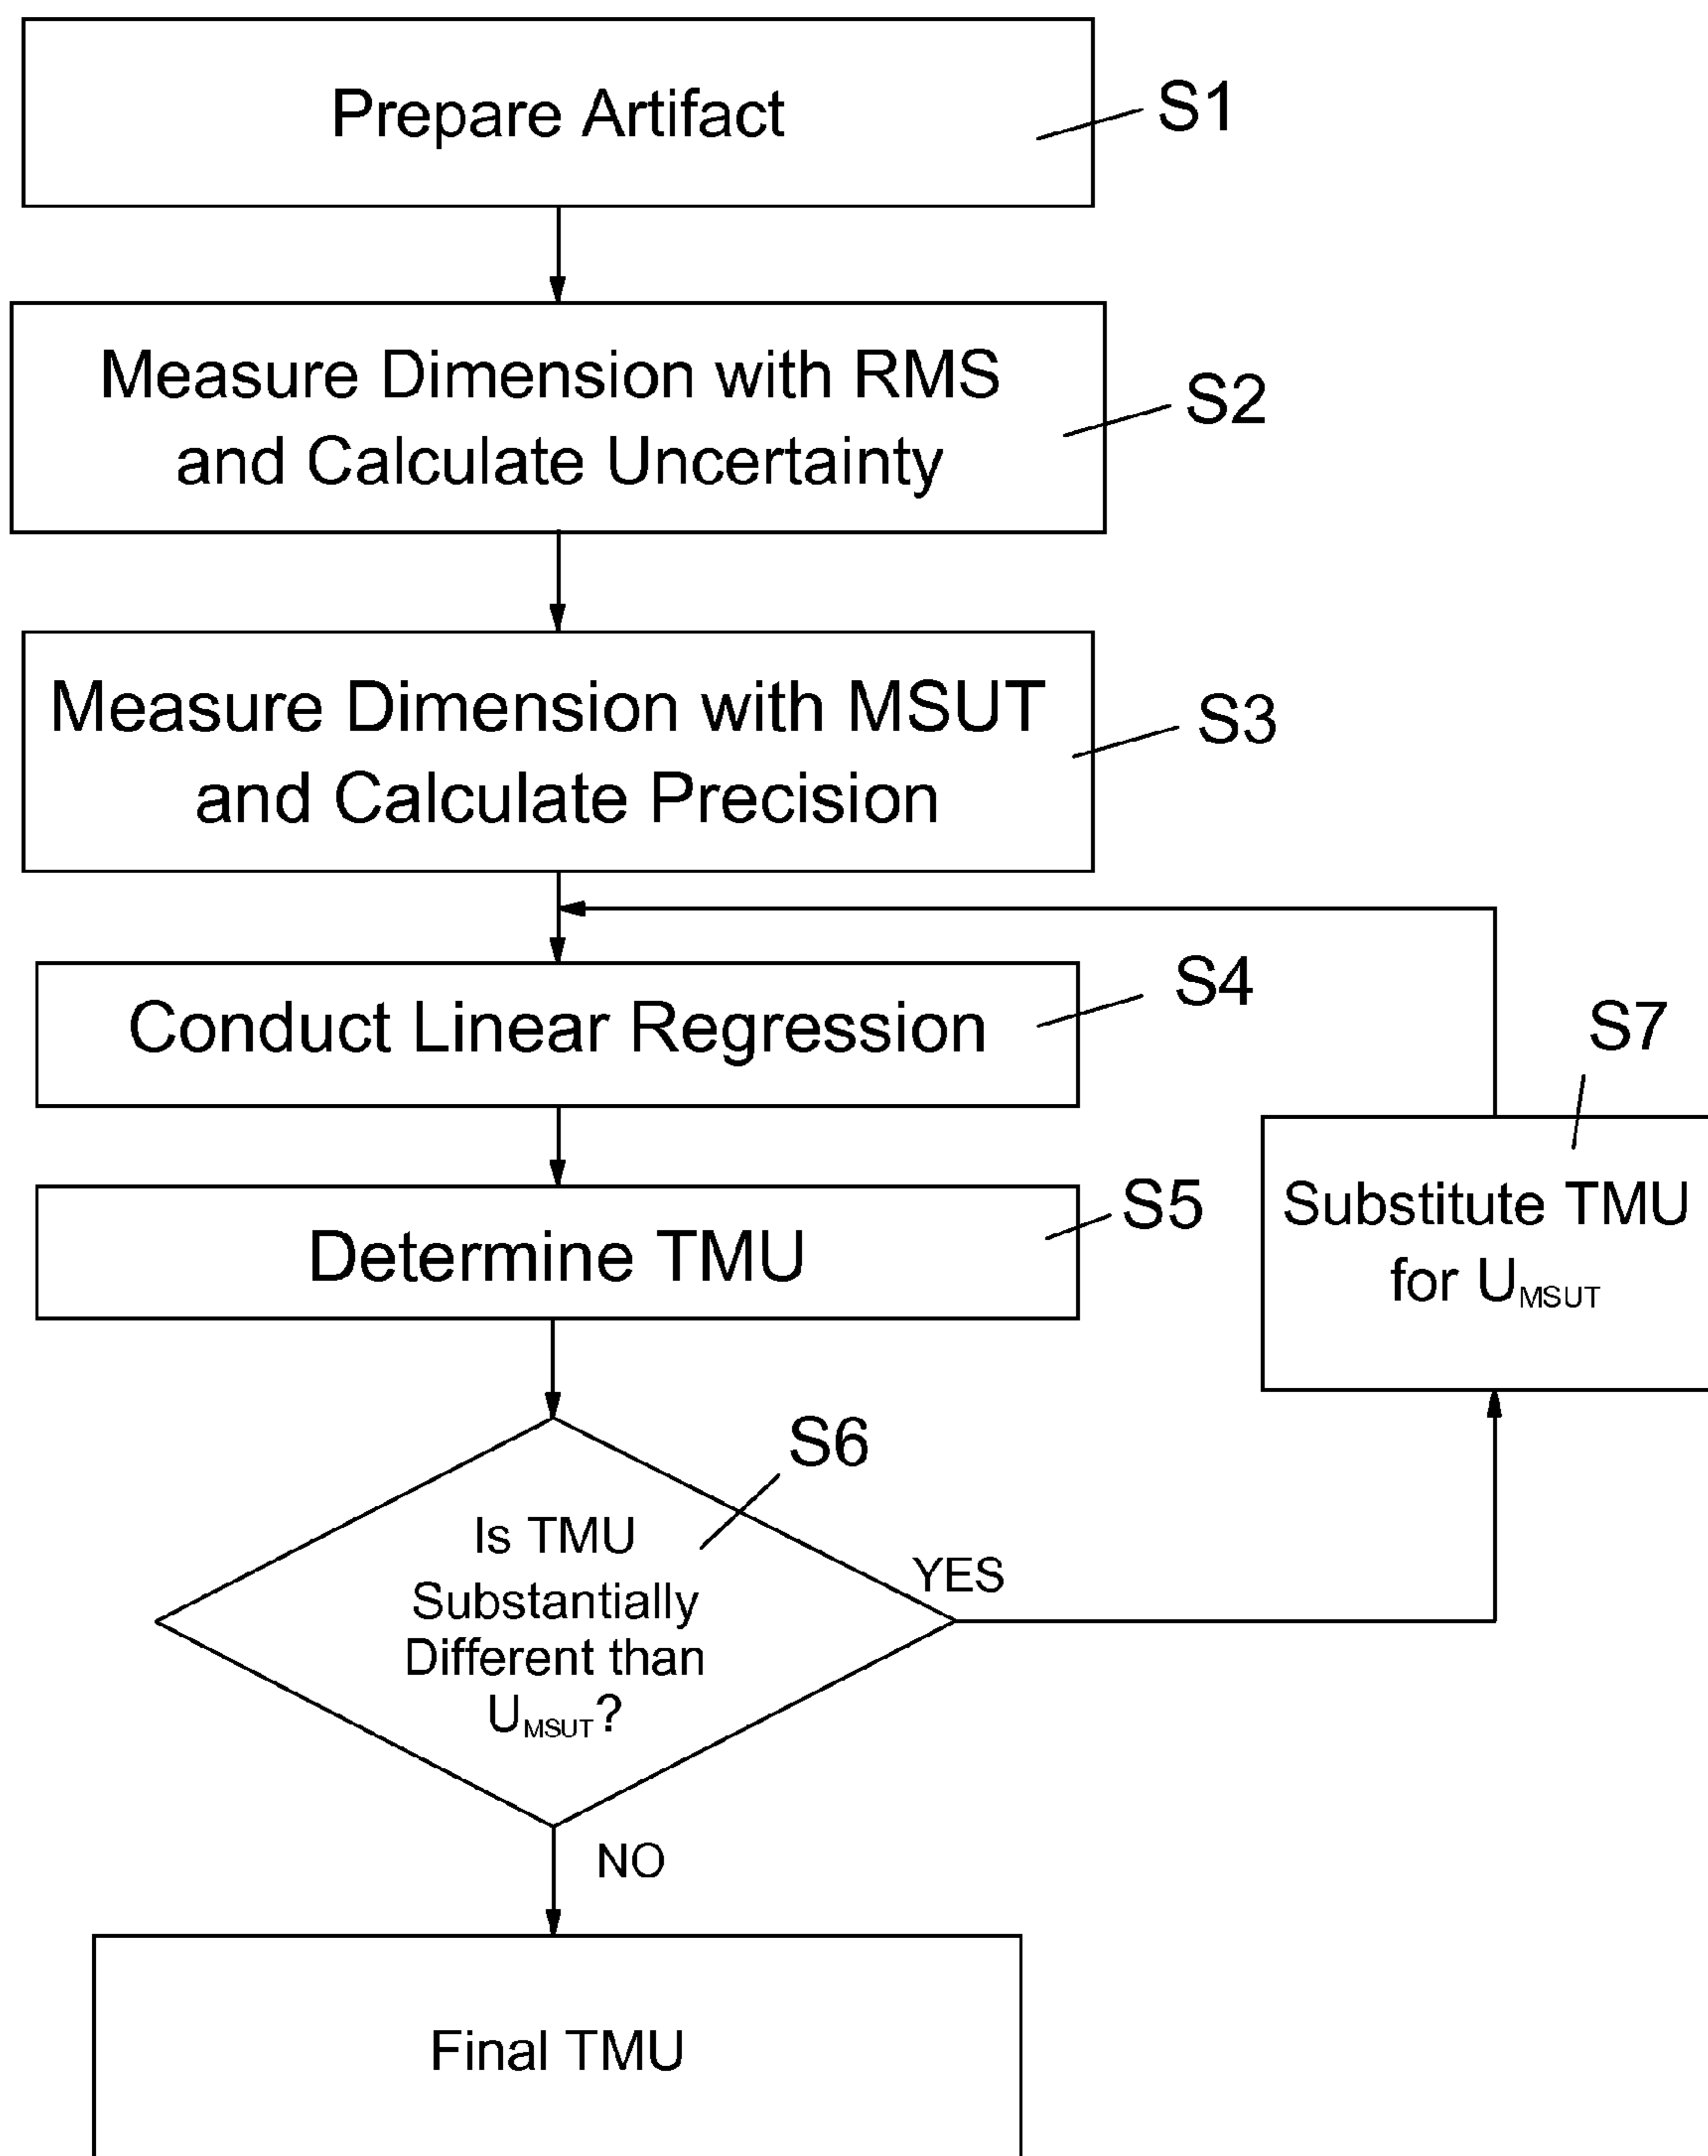 Prepare Artifact
S1
Measure Dimension with RMS
and Calculate Uncertainty
S2
Measure Dimension with MSUT
and Calculate Precision
S3
Conduct Linear Regression
S4
Determine TMU
S5
Is TMU
Substantially
Different than
UMSUT?
S6
YES
S7
Substitute TMU
for UMSUT
NO
Final TMU